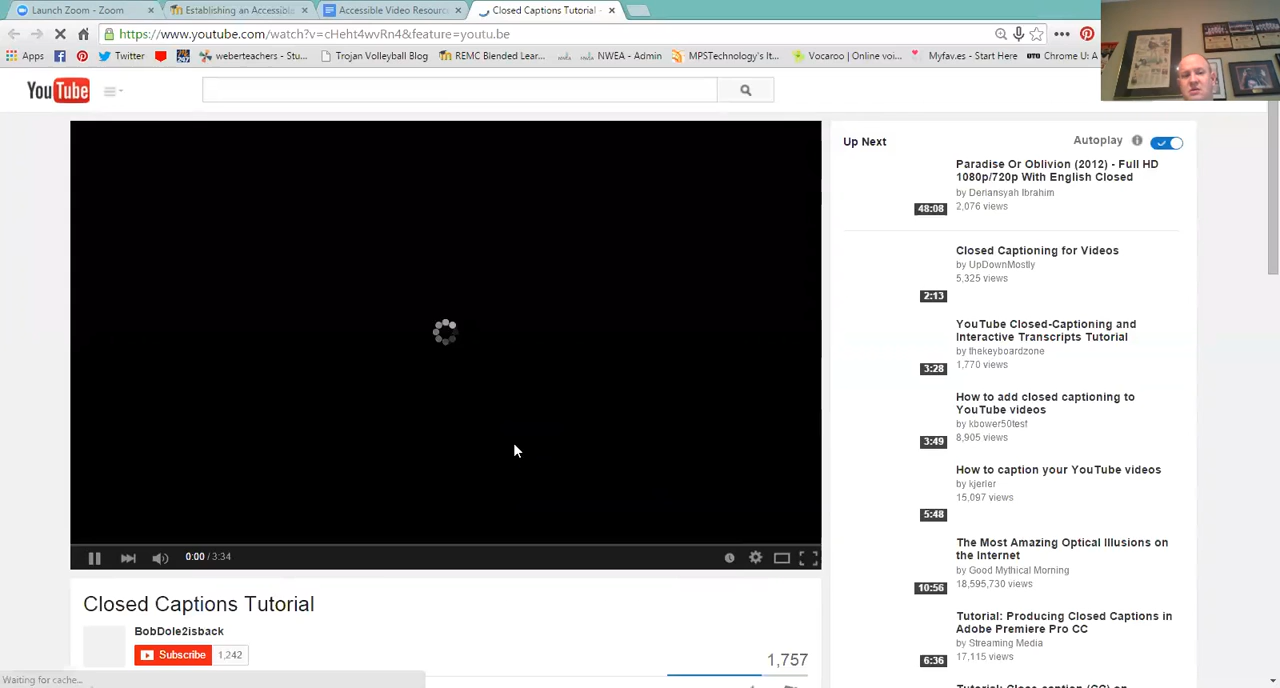 Launch Zoom - Zoom
Establishing an Accessible
Accessible Video Resourc
Closed Captions Tutorial -
https://www.youtube.com/watch?v=cHeht4wvRn4&feature=youtu.be
Apps
Twitter
weberteachers - Stu...
Trojan Volleyball Blog
RESC Blended Lear...
NWEA - Admin
MPSTechnology's It...
Vocaroo | Online voi...
Myfav.es - Start Here
Chrome U: A
YouTube
Up Next
Autoplay
Paradise Or Oblivion (2012) - Full HD
1080p/720p With English Closed
by Deriansyah Ibrahim
2,076 views
48:08
Closed Captioning for Videos
by UpDownMostly
5,325 views
2:13
YouTube Closed-Captioning and
Interactive Transcripts Tutorial
by thekeyboardzone
1,770 views
3:28
How to add closed captioning to
YouTube videos
by kbower50test
8,905 views
3:49
How to caption your YouTube videos
by kjerler
15,097 views
5:48
The Most Amazing Optical Illusions on
the Internet
by Good Mythical Morning
18,595,730 views
10:56
Tutorial: Producing Closed Captions in
Adobe Premiere Pro CC
by Streaming Media
17,115 views
6:36
0:00 / 3:34
Closed Captions Tutorial
BobDole2isback
Subscribe
1,242
1,757
Waiting for cache...